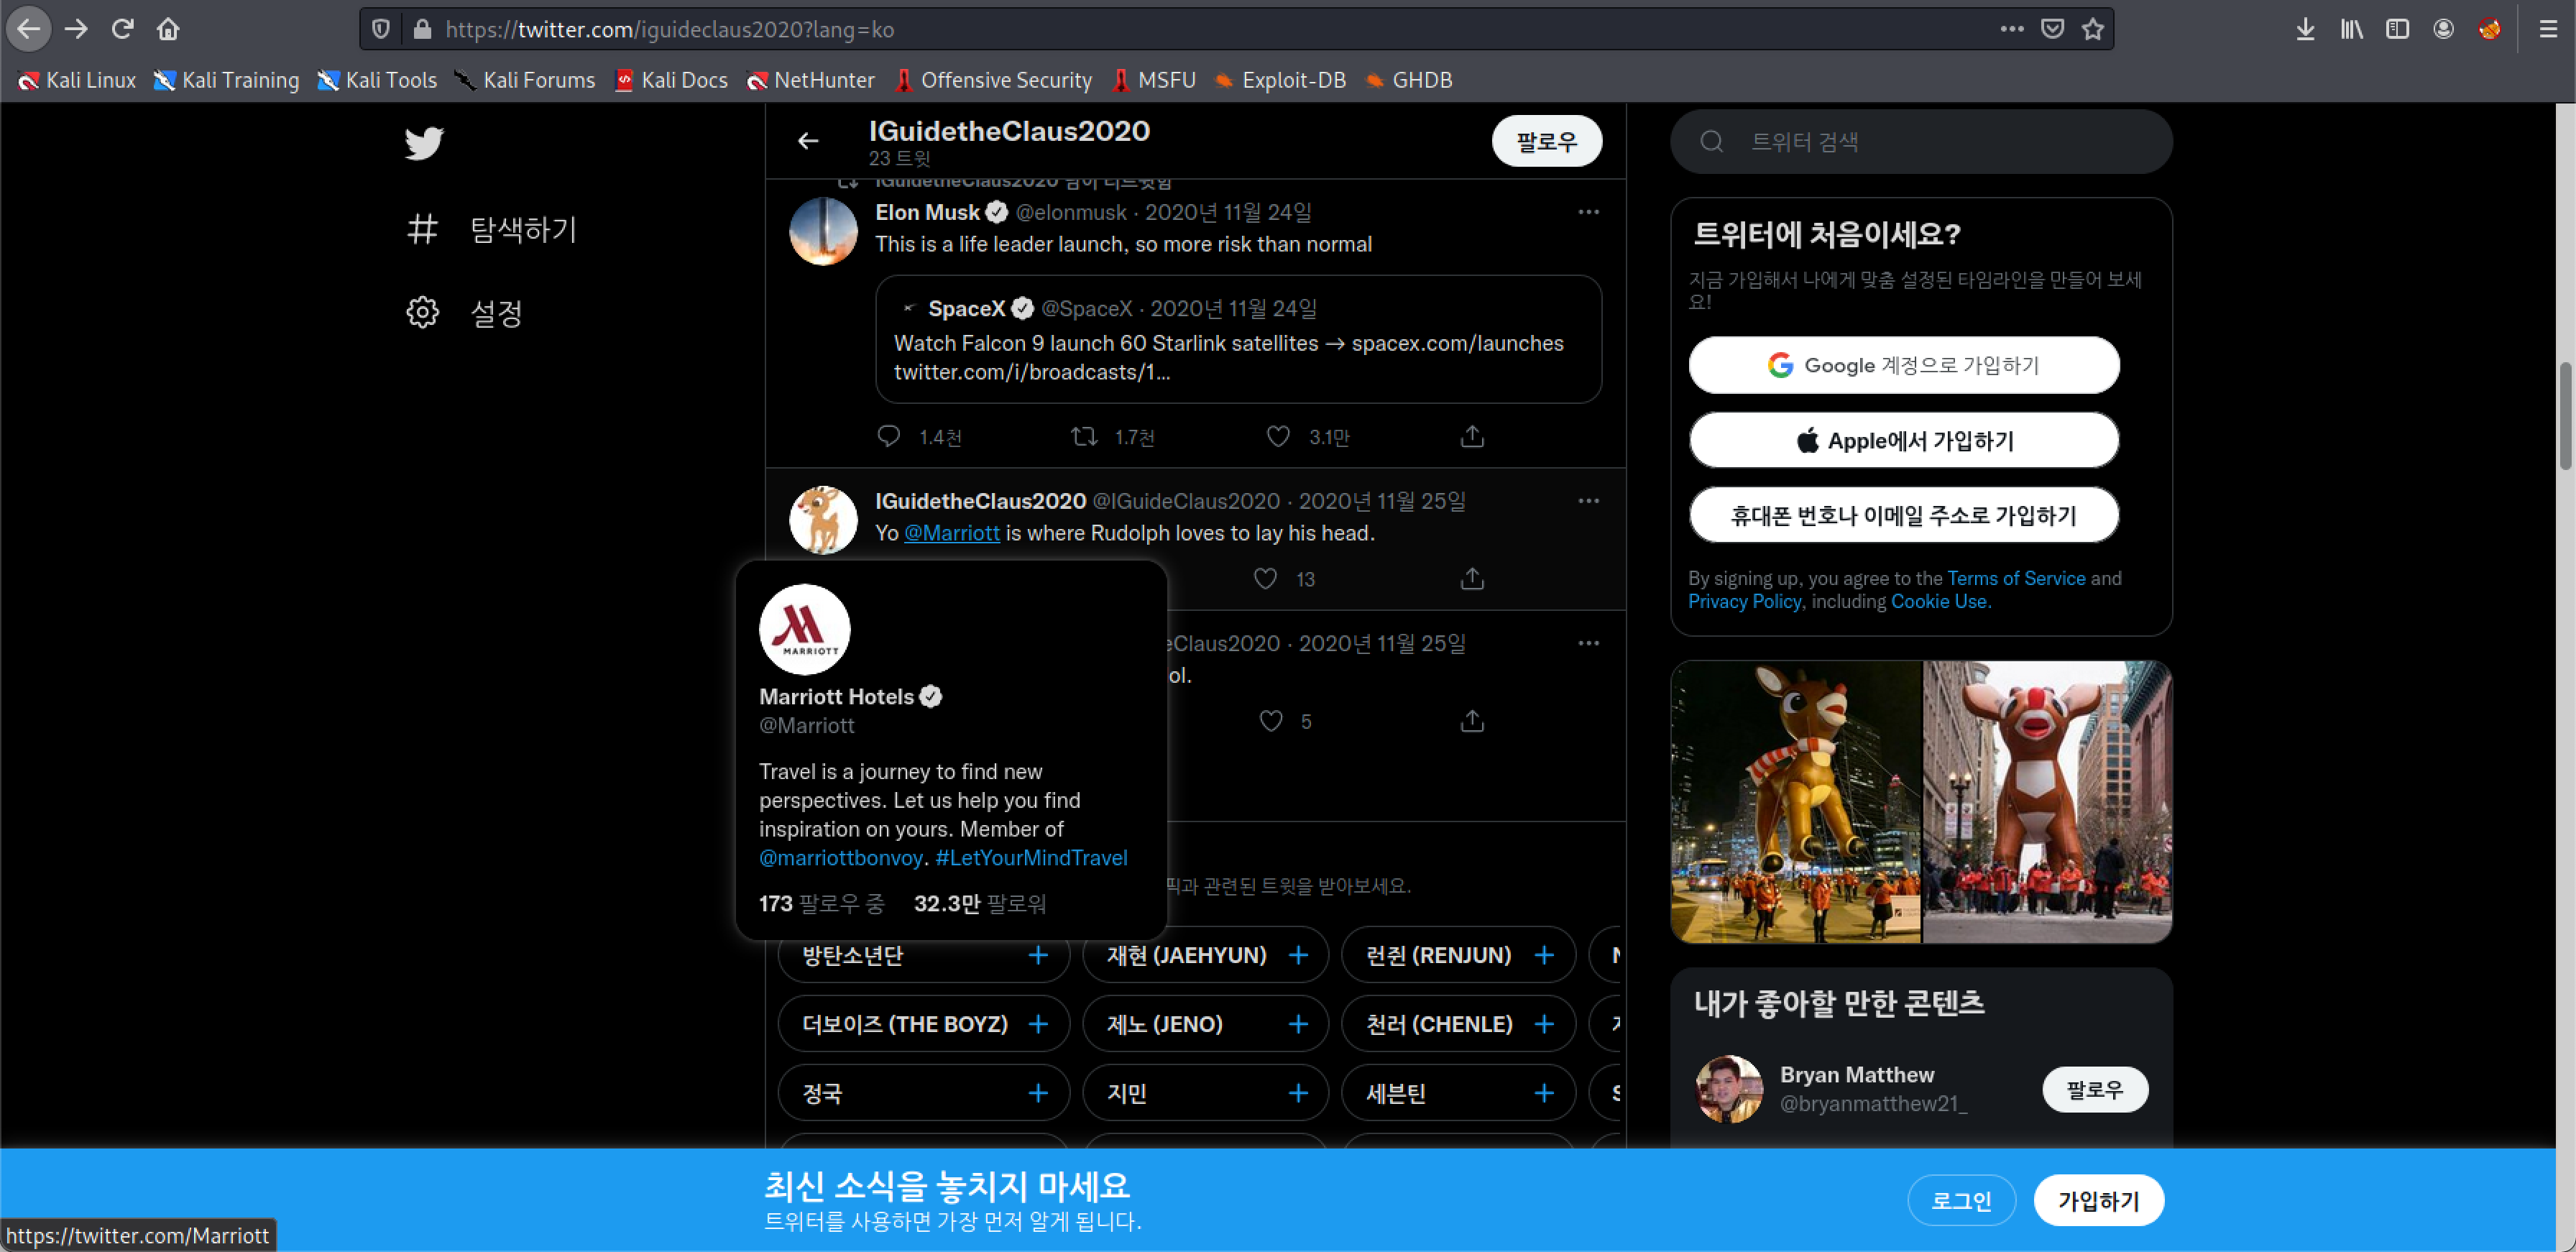 https://twitter.com/iguideclaus2020?lang=ko
Kali Linux
Kali Training
Kali Tools
Kali Forums
Kali Docs
NetHunter
Offensive Security
MSFU
Exploit-DB
GHDB
탐색하기
설정
IGuidetheClaus2020
23 트윗
팔로우
IGuidetheClaus2020 님이 리트윗함
Elon Musk @elonmusk · 2020년 11월 24일
This is a life leader launch, so more risk than normal
SpaceX @SpaceX · 2020년 11월 24일
Watch Falcon 9 launch 60 Starlink satellites → spacex.com/launches
twitter.com/i/broadcasts/1…
1.4천
1.7천
3.1만
IGuidetheClaus2020 @IGuideClaus2020 · 2020년 11월 25일
Yo @Marriott is where Rudolph loves to lay his head.
13
eClaus2020 · 2020년 11월 25일
ol.
5
MARRIOTT
Marriott Hotels
@Marriott
Travel is a journey to find new
perspectives. Let us help you find
inspiration on yours. Member of
@marriottbonvoy. #LetYourMindTravel
173 팔로우 중 32.3만 팔로워
픽과 관련된 트윗을 받아보세요.
방탄소년단
재현 (JAEHYUN)
런쥔 (RENJUN)
더보이즈 (THE BOYZ)
제노 (JENO)
천러 (CHENLE)
정국
지민
세븐틴
트위터 검색
트위터에 처음이세요?
지금 가입해서 나에게 맞춤 설정된 타임라인을 만들어 보세
요!
Google 계정으로 가입하기
Apple에서 가입하기
휴대폰 번호나 이메일 주소로 가입하기
By signing up, you agree to the Terms of Service and
Privacy Policy, including Cookie Use.
내가 좋아할 만한 콘텐츠
Bryan Matthew
@bryanmatthew21_
팔로우
최신 소식을 놓치지 마세요
트위터를 사용하면 가장 먼저 알게 됩니다.
로그인
가입하기
https://twitter.com/Marriott